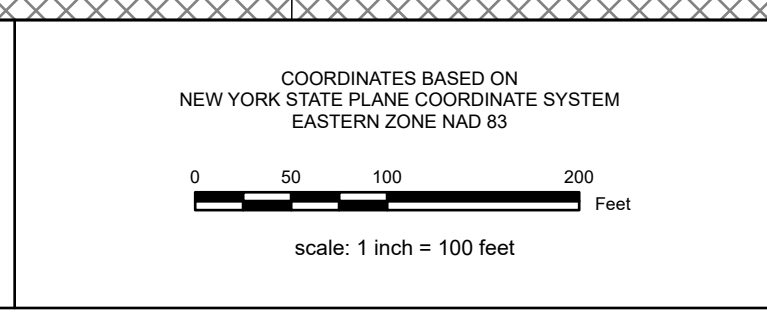 COORDINATES BASED ON
NEW YORK STATE PLANE COORDINATE SYSTEM
EASTERN ZONE NAD 83
0 50 100 200
Feet
scale: 1 inch = 100 feet